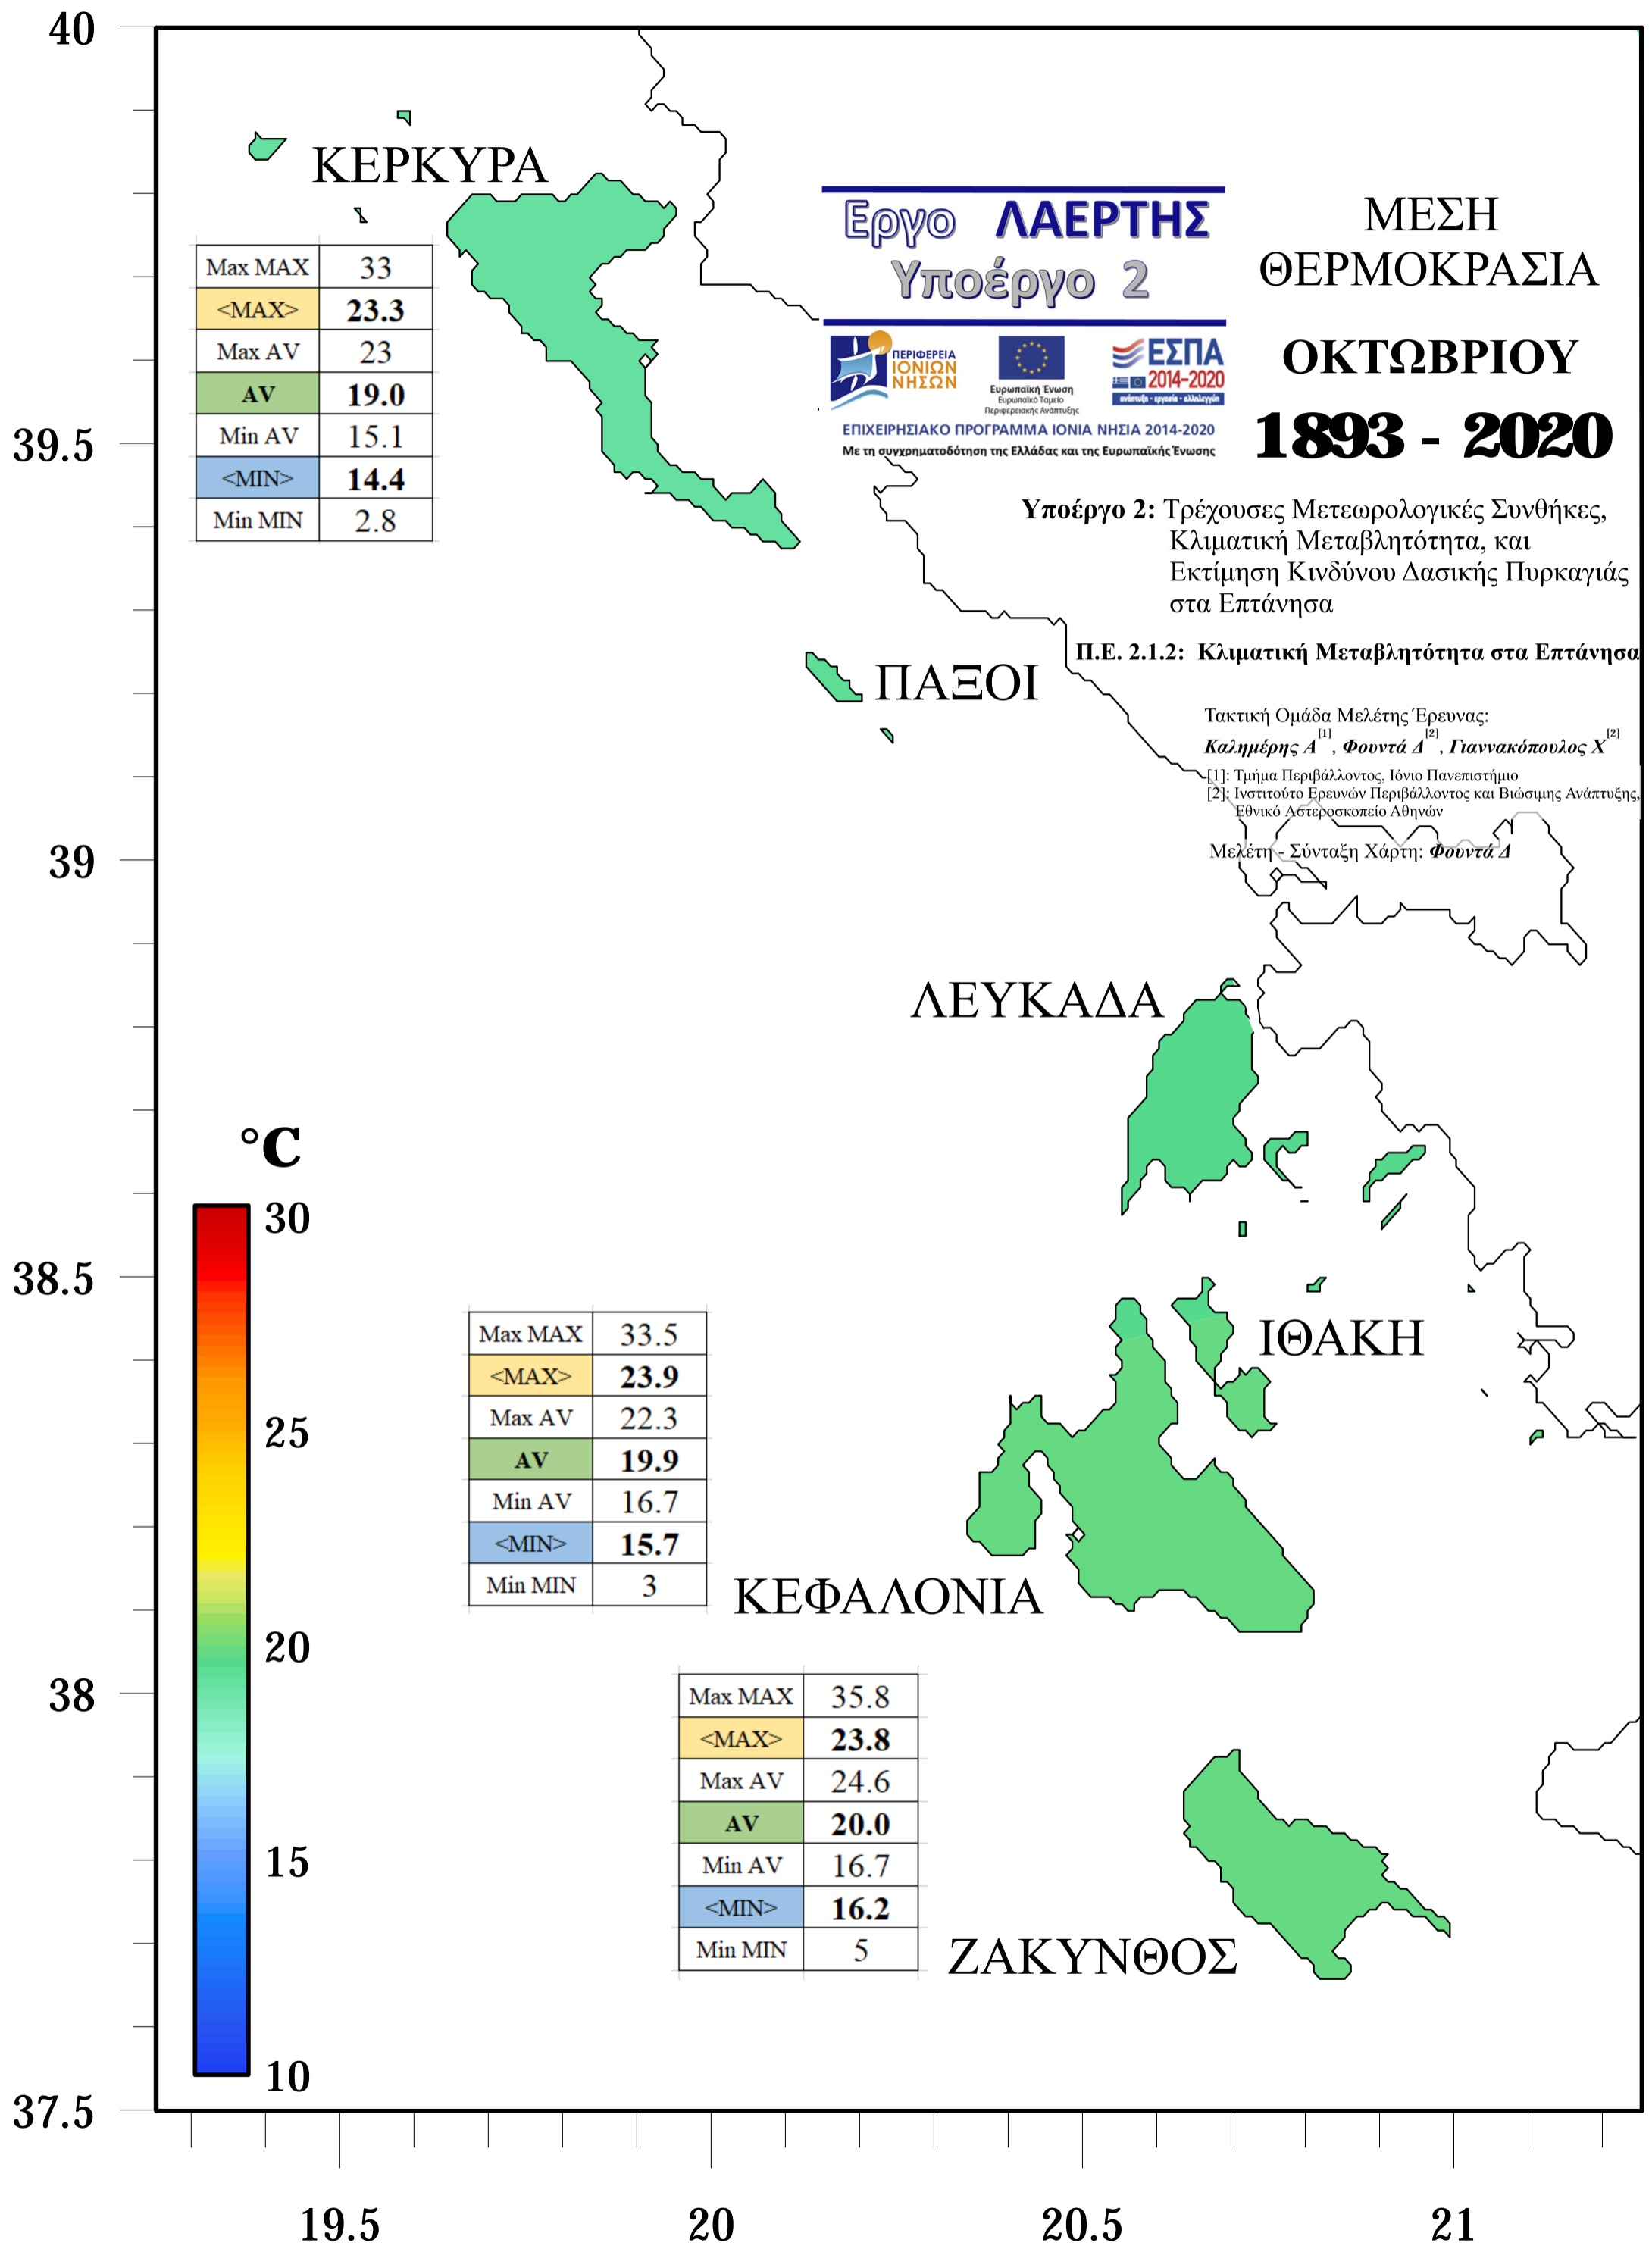 40
39.5
39
38.5
38
37.5
19.5
20
20.5
21
ΚΕΡΚΥΡΑ
Max MAX 33
<MAX> 23.3
Max AV 23
AV 19.0
Min AV 15.1
<MIN> 14.4
Min MIN 2.8
Εργο ΛΑΕΡΤΗΣ
Υποέργο 2
ΠΕΡΙΦΕΡΕΙΑ
ΙΟΝΙΩΝ
ΝΗΣΩΝ
Ευρωπαϊκή Ένωση
Ευρωπαϊκό Ταμείο
Περιφερειακής Ανάπτυξης
ΕΣΠΑ
2014-2020
ανάπτυξη - εργασία - αλληλεγγύη
ΕΠΙΧΕΙΡΗΣΙΑΚΟ ΠΡΟΓΡΑΜΜΑ ΙΟΝΙΑ ΝΗΣΙΑ 2014-2020
Με τη συγχρηματοδότηση της Ελλάδας και της Ευρωπαϊκής Ένωσης
ΜΕΣΗ
ΘΕΡΜΟΚΡΑΣΙΑ
ΟΚΤΩΒΡΙΟΥ
1893 - 2020
Υποέργο 2: Τρέχουσες Μετεωρολογικές Συνθήκες,
Κλιματική Μεταβλητότητα, και
Εκτίμηση Κινδύνου Δασικής Πυρκαγιάς
στα Επτάνησα
Π.Ε. 2.1.2: Κλιματική Μεταβλητότητα στα Επτάνησα
Τακτική Ομάδα Μελέτης Έρευνας:
Καλημέρης Α[1], Φουντά Δ[2], Γιαννακόπουλος Χ[2]
[1]: Τμήμα Περιβάλλοντος, Ιόνιο Πανεπιστήμιο
[2]: Ινστιτούτο Ερευνών Περιβάλλοντος και Βιώσιμης Ανάπτυξης,
Εθνικό Αστεροσκοπείο Αθηνών
Μελέτη - Σύνταξη Χάρτη: Φουντά Δ
ΠΑΞΟΙ
ΛΕΥΚΑΔΑ
°C
30
25
20
15
10
ΙΘΑΚΗ
Max MAX 33.5
<MAX> 23.9
Max AV 22.3
AV 19.9
Min AV 16.7
<MIN> 15.7
Min MIN 3
ΚΕΦΑΛΟΝΙΑ
Max MAX 35.8
<MAX> 23.8
Max AV 24.6
AV 20.0
Min AV 16.7
<MIN> 16.2
Min MIN 5
ΖΑΚΥΝΘΟΣ